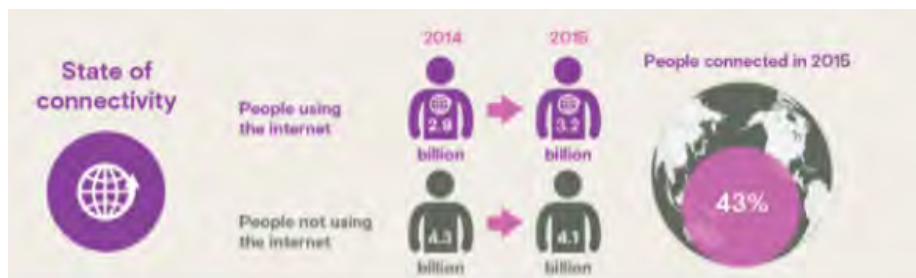 State of
connectivity
2014
2015
People using
the internet
2.9
billion
3.2
billion
People not using
the internet
4.3
billion
4.1
billion
People connected in 2015
43%